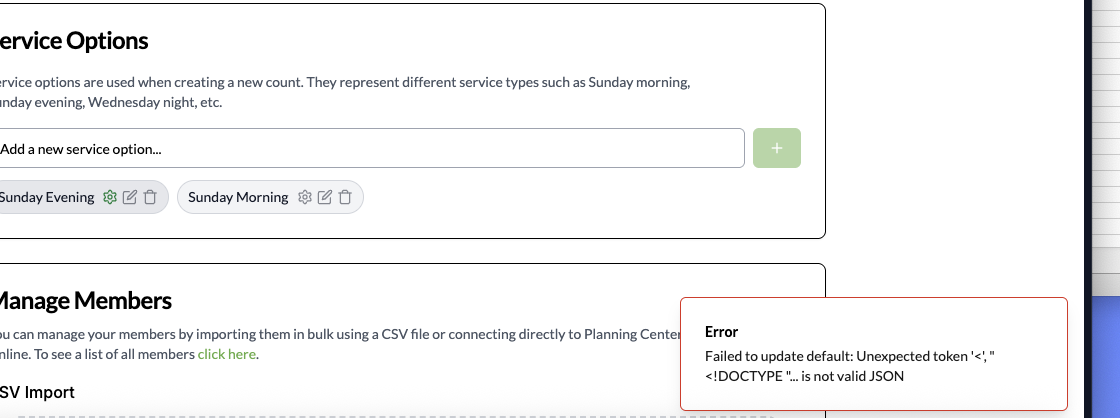 ervice Options
ervice options are used when creating a new count. They represent different service types such as Sunday morning,
unday evening, Wednesday night, etc.
Add a new service option...
+
Sunday Evening
Sunday Morning
Manage Members
ou can manage your members by importing them in bulk using a CSV file or connecting directly to Planning Center
nline. To see a list of all members click here.
SV Import
Error
Failed to update default: Unexpected token '<', "
<!DOCTYPE "... is not valid JSON